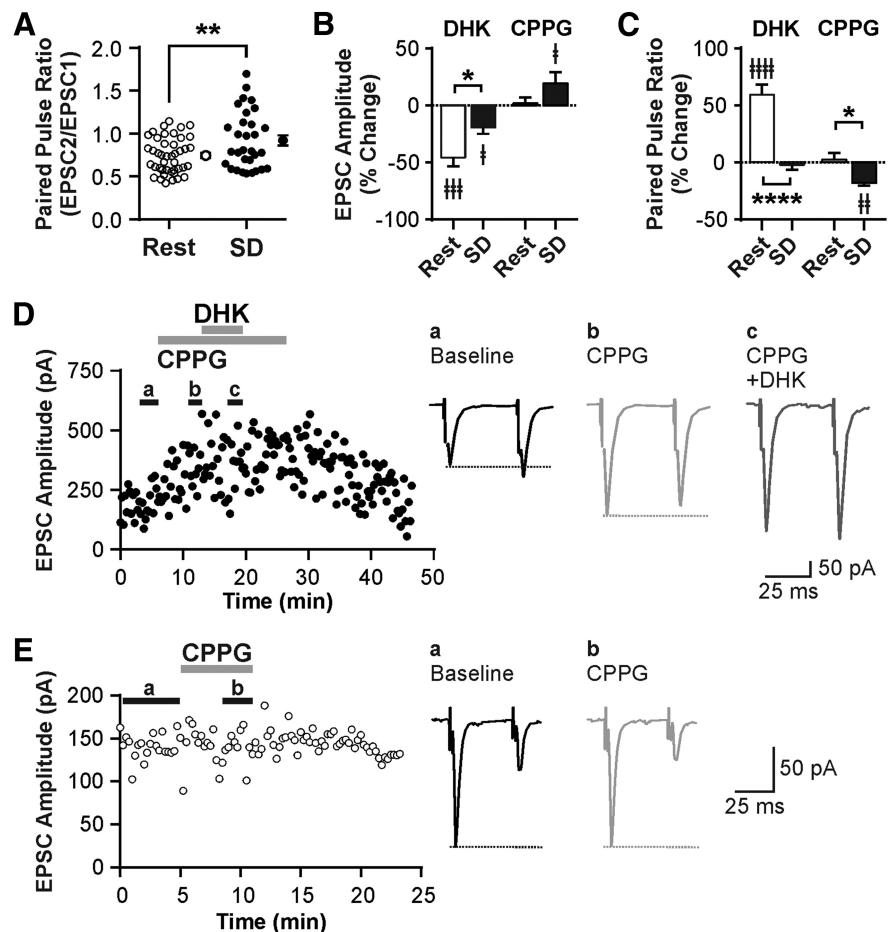 A
**
Paired Pulse Ratio
(EPSC2/EPSC1)
2.0
1.5
1.0
0.5
0.0
Rest
SD
B
DHK
CPPG
EPSC Amplitude
(% Change)
50
0
-50
-100
*
‡
‡‡‡
‡
Rest
SD
Rest
SD
C
DHK
CPPG
Paired Pulse Ratio
(% Change)
100
50
0
-50
‡‡‡‡
*
****
‡‡
Rest
SD
Rest
SD
D
DHK
CPPG
a
b
c
EPSC Amplitude (pA)
750
500
250
0
0
10
20
30
40
50
Time (min)
a
Baseline
b
CPPG
c
CPPG
+DHK
50 pA
25 ms
E
CPPG
a
b
EPSC Amplitude (pA)
200
150
100
50
0
0
5
10
15
20
25
Time (min)
a
Baseline
b
CPPG
50 pA
25 ms